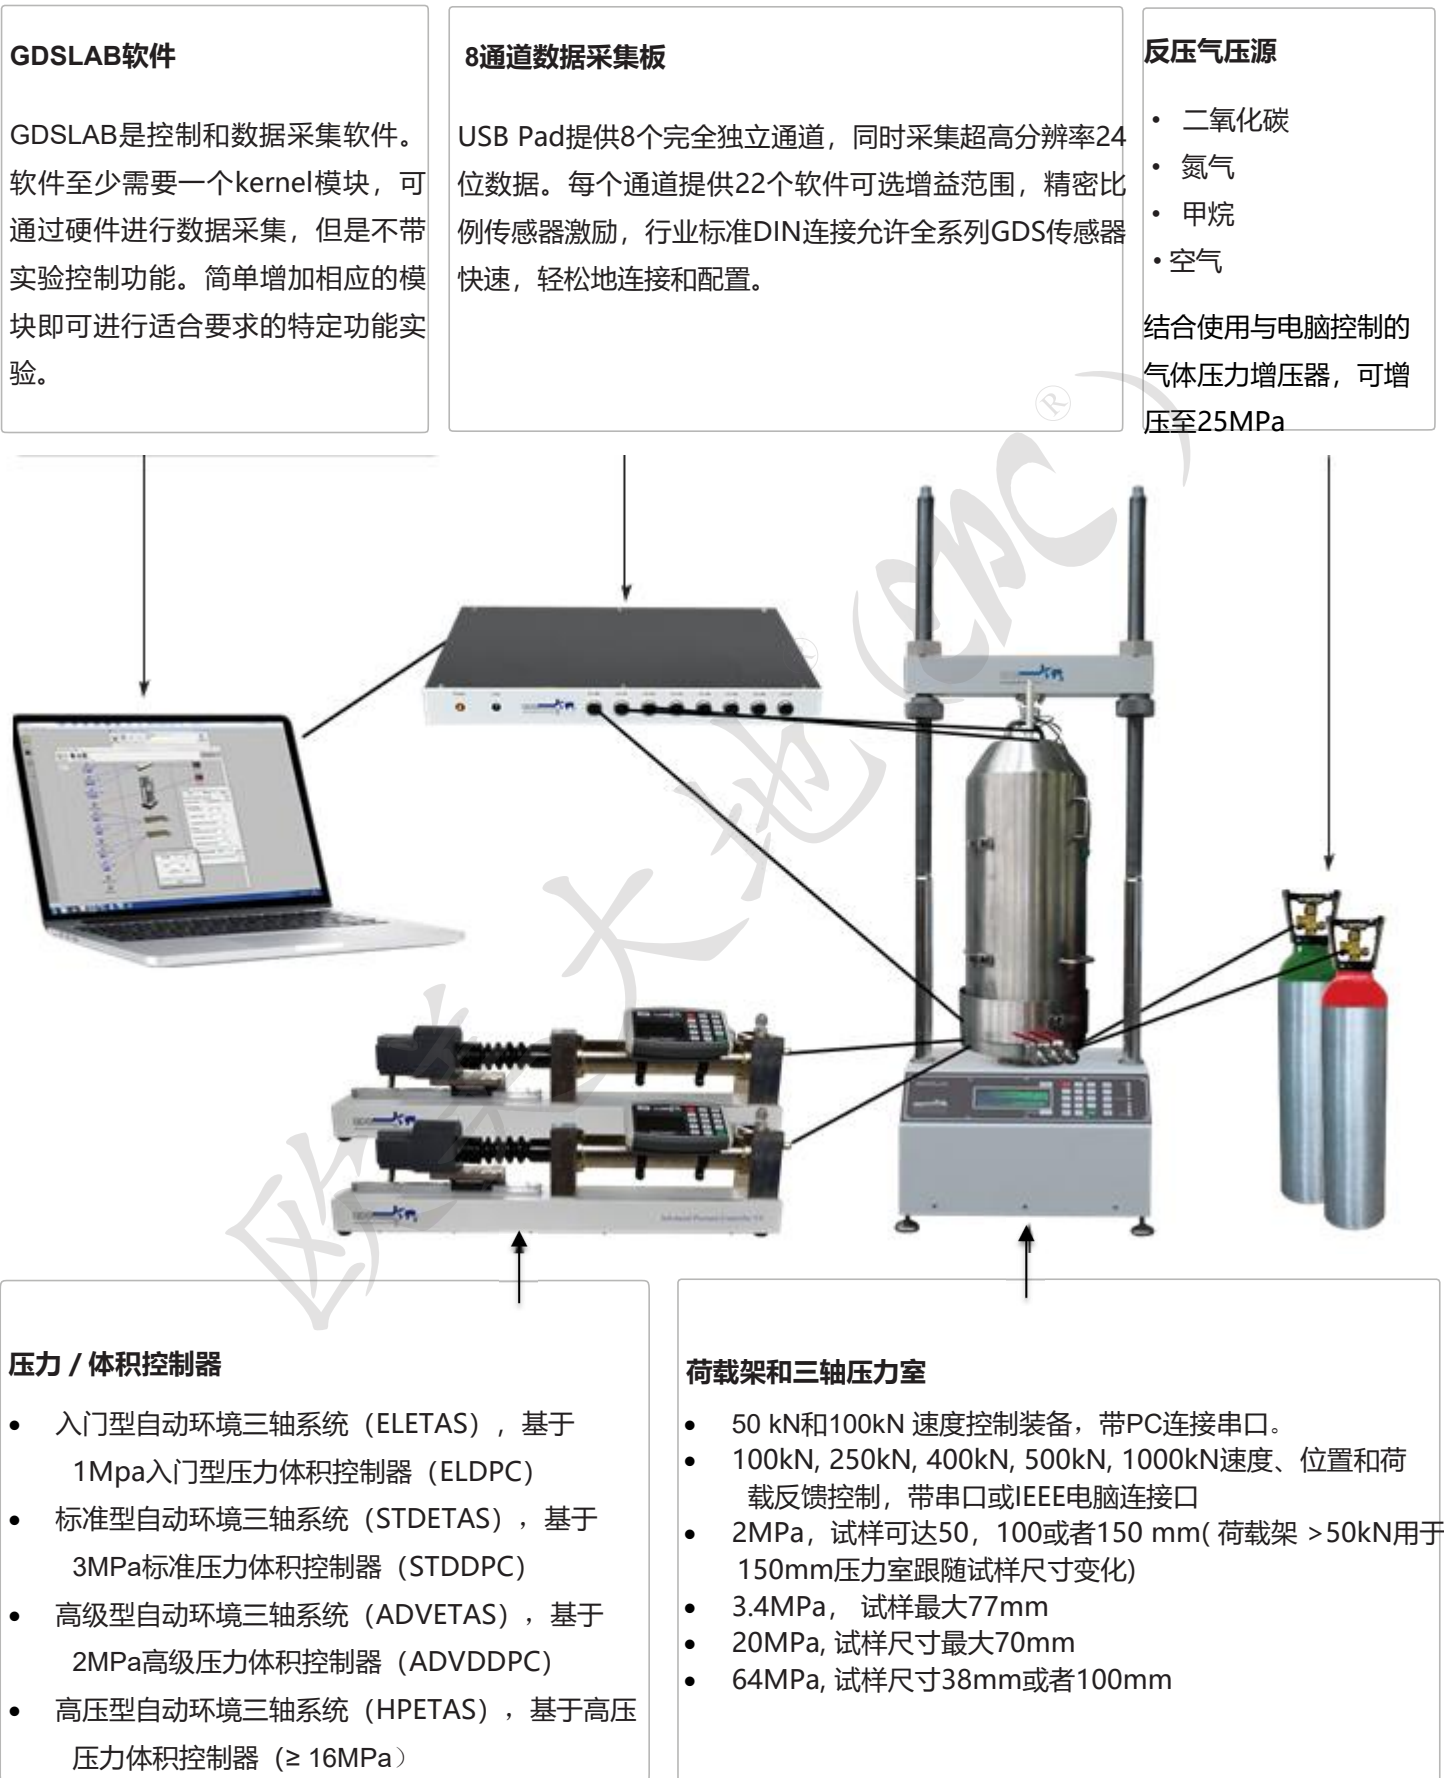 GDSLAB软件
GDSLAB是控制和数据采集软件。
软件至少需要一个kernel模块，可
通过硬件进行数据采集，但是不带
实验控制功能。简单增加相应的模
块即可进行适合要求的特定功能实
验。
8通道数据采集板
USB Pad提供8个完全独立通道，同时采集超高分辨率24
位数据。每个通道提供22个软件可选增益范围，精密比
例传感器激励，行业标准DIN连接允许全系列GDS传感器
快速，轻松地连接和配置。
反压气压源
• 二氧化碳
• 氮气
• 甲烷
• 空气
结合使用与电脑控制的
气体压力增压器，可增
压至25MPa
欧美大地®(epc®)
压力 / 体积控制器
• 入门型自动环境三轴系统（ELETAS）, 基于
1Mpa入门型压力体积控制器（ELDPC）
• 标准型自动环境三轴系统（STDETAS），基于
3MPa标准压力体积控制器（STDDPC）
• 高级型自动环境三轴系统（ADVETAS），基于
2MPa高级压力体积控制器（ADVDDPC）
• 高压型自动环境三轴系统（HPETAS），基于高压
压力体积控制器（≥ 16MPa）
荷载架和三轴压力室
• 50 kN和100kN 速度控制装备，带PC连接串口。
• 100kN, 250kN, 400kN, 500kN, 1000kN速度、位置和荷
载反馈控制，带串口或IEEE电脑连接口
• 2MPa，试样可达50，100或者150 mm( 荷载架 >50kN用于
150mm压力室跟随试样尺寸变化)
• 3.4MPa， 试样最大77mm
• 20MPa, 试样尺寸最大70mm
• 64MPa, 试样尺寸38mm或者100mm